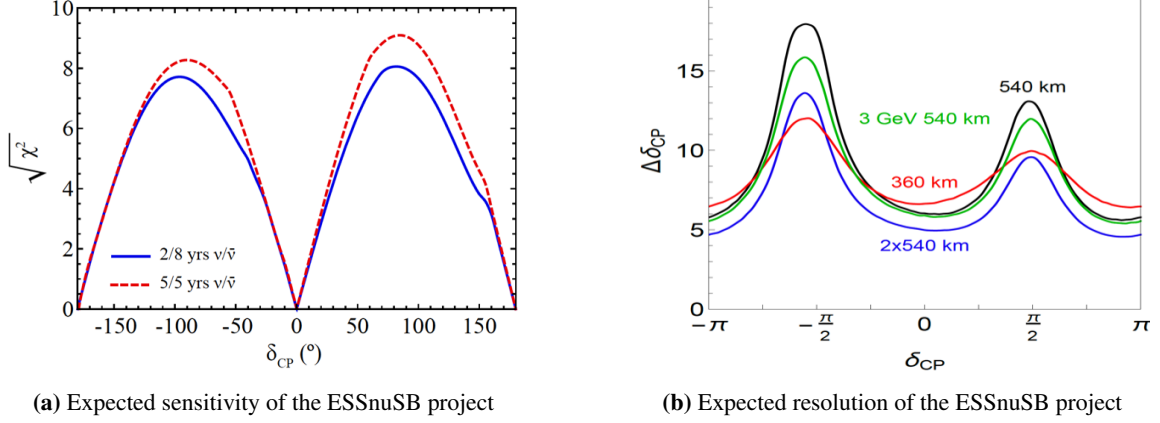 10
8
6
4
2
0
√χ²
-150 -100 -50 0 50 100 150
δCP (º)
2/8 yrs ν/ν̄
5/5 yrs ν/ν̄
(a) Expected sensitivity of the ESSnuSB project
15
10
5
0
ΔδCP
540 km
3 GeV 540 km
360 km
2x540 km
−π −π/2 0 π/2 π
δCP
(b) Expected resolution of the ESSnuSB project